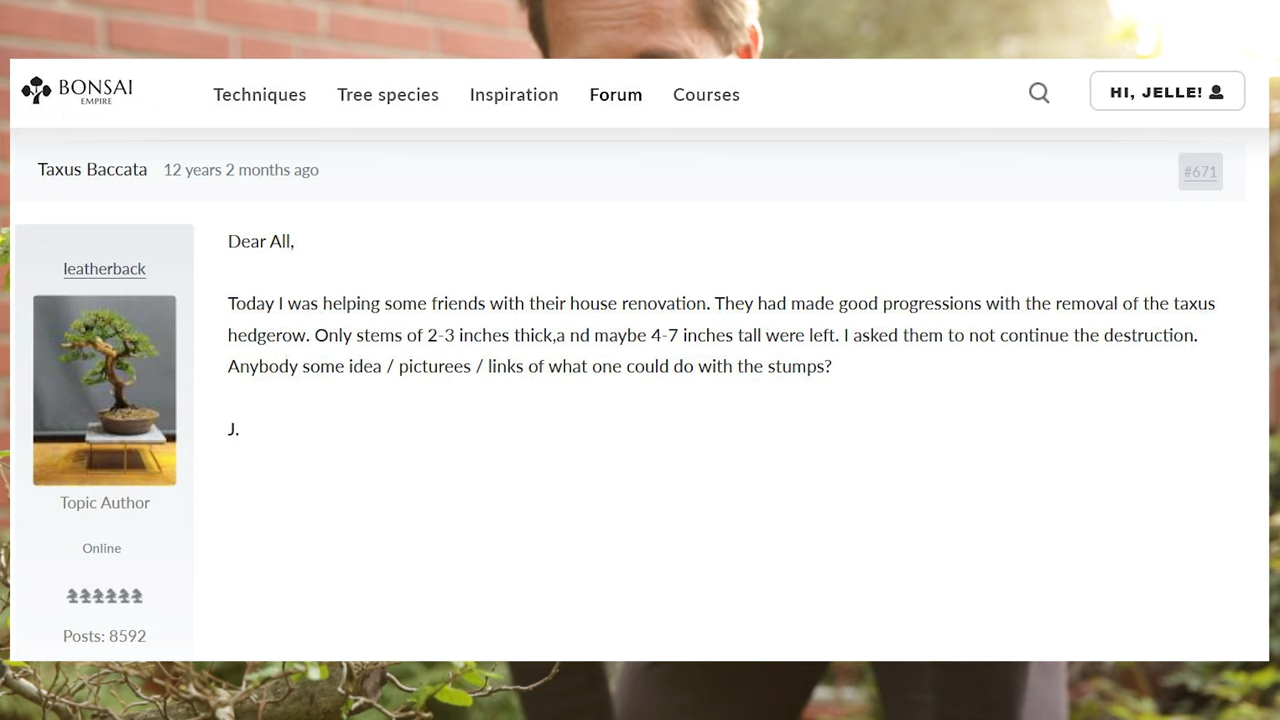 BONSAI
EMPIRE
Techniques Tree species Inspiration Forum Courses
HI, JELLE!
Taxus Baccata 12 years 2 months ago
#671
leatherback
Topic Author
Online
Posts: 8592
Dear All,
Today I was helping some friends with their house renovation. They had made good progressions with the removal of the taxus
hedgerow. Only stems of 2-3 inches thick,a nd maybe 4-7 inches tall were left. I asked them to not continue the destruction.
Anybody some idea / picturees / links of what one could do with the stumps?
J.